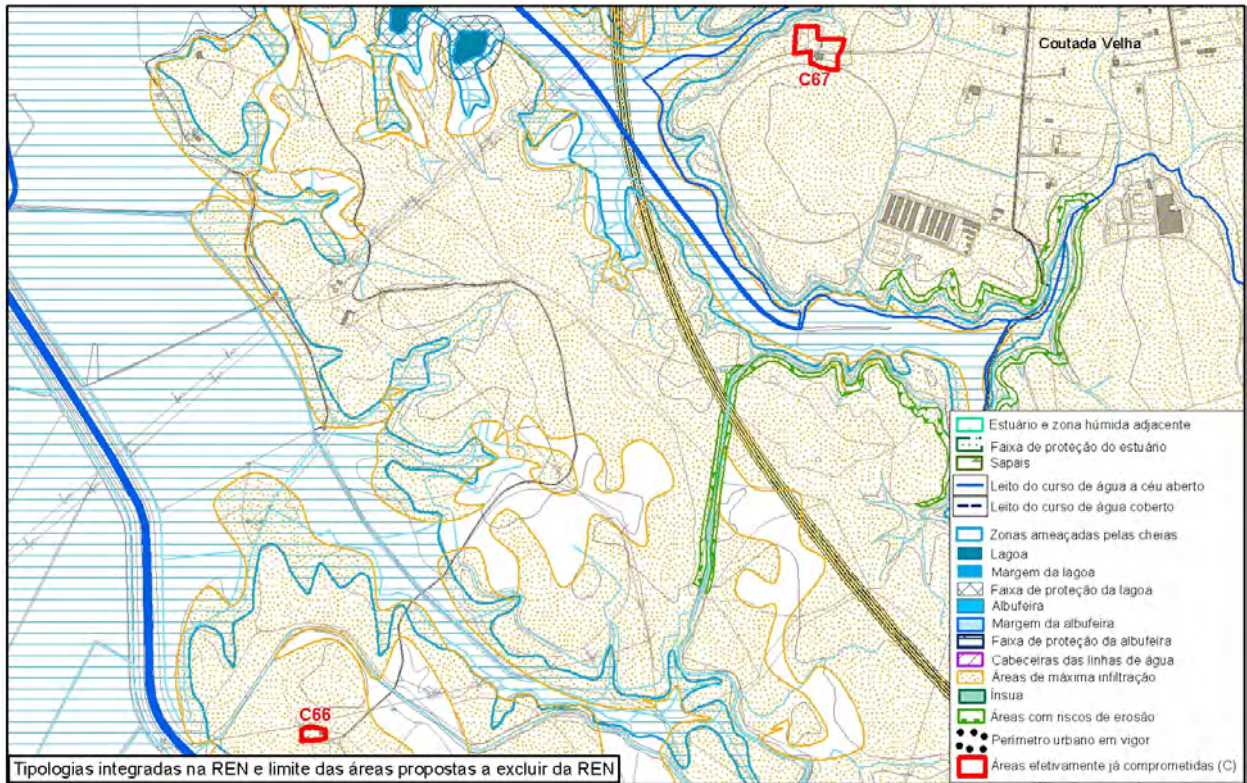 Coutada Velha
C67
C66
Estuário e zona húmida adjacente
Faixa de proteção do estuário
Sapais
Leito do curso de água a céu aberto
Leito do curso de água coberto
Zonas ameaçadas pelas cheias
Lagoa
Margem da lagoa
Faixa de proteção da lagoa
Albufeira
Margem da albufeira
Faixa de proteção da albufeira
Cabeceiras das linhas de água
Áreas de máxima infiltração
Ínsua
Áreas com riscos de erosão
Perímetro urbano em vigor
Áreas efetivamente já comprometidas (C)
Tipologias integradas na REN e limite das áreas propostas a excluir da REN